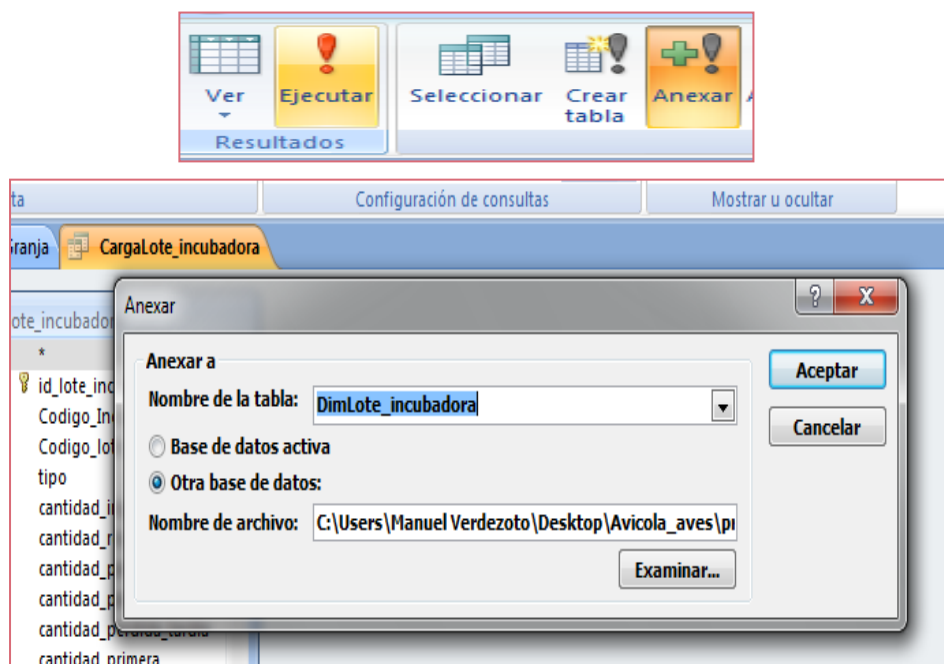 Ver
Ejecutar
Seleccionar
Crear
tabla
Anexar
Resultados
Configuración de consultas
Mostrar u ocultar
CargaLote_incubadora
Anexar
Anexar a
Nombre de la tabla: DimLote_incubadora
Base de datos activa
Otra base de datos:
Nombre de archivo: C:\Users\Manuel Verdezoto\Desktop\Avicola_aves\
Examinar...
Aceptar
Cancelar
*
tipo
cantidad_perdida_tardia
cantidad_primera